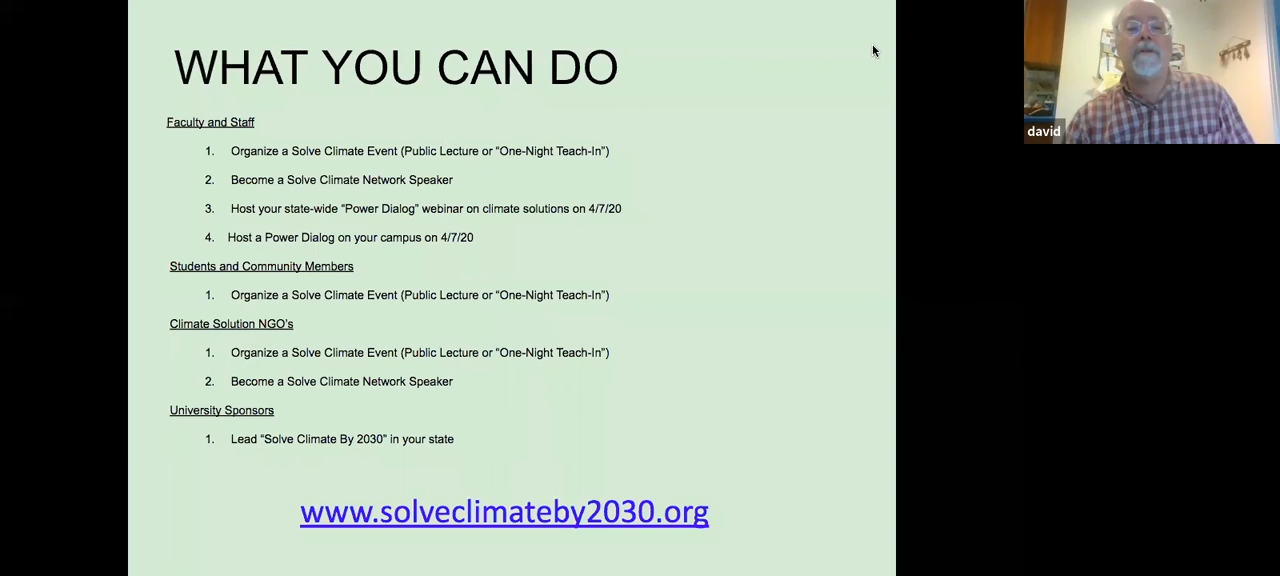 WHAT YOU CAN DO
Faculty and Staff
1. Organize a Solve Climate Event (Public Lecture or “One-Night Teach-In”)
2. Become a Solve Climate Network Speaker
3. Host your state-wide “Power Dialog” webinar on climate solutions on 4/7/20
4. Host a Power Dialog on your campus on 4/7/20
Students and Community Members
1. Organize a Solve Climate Event (Public Lecture or “One-Night Teach-In”)
Climate Solution NGO’s
1. Organize a Solve Climate Event (Public Lecture or “One-Night Teach-In”)
2. Become a Solve Climate Network Speaker
University Sponsors
1. Lead “Solve Climate By 2030” in your state
www.solveclimateby2030.org
david